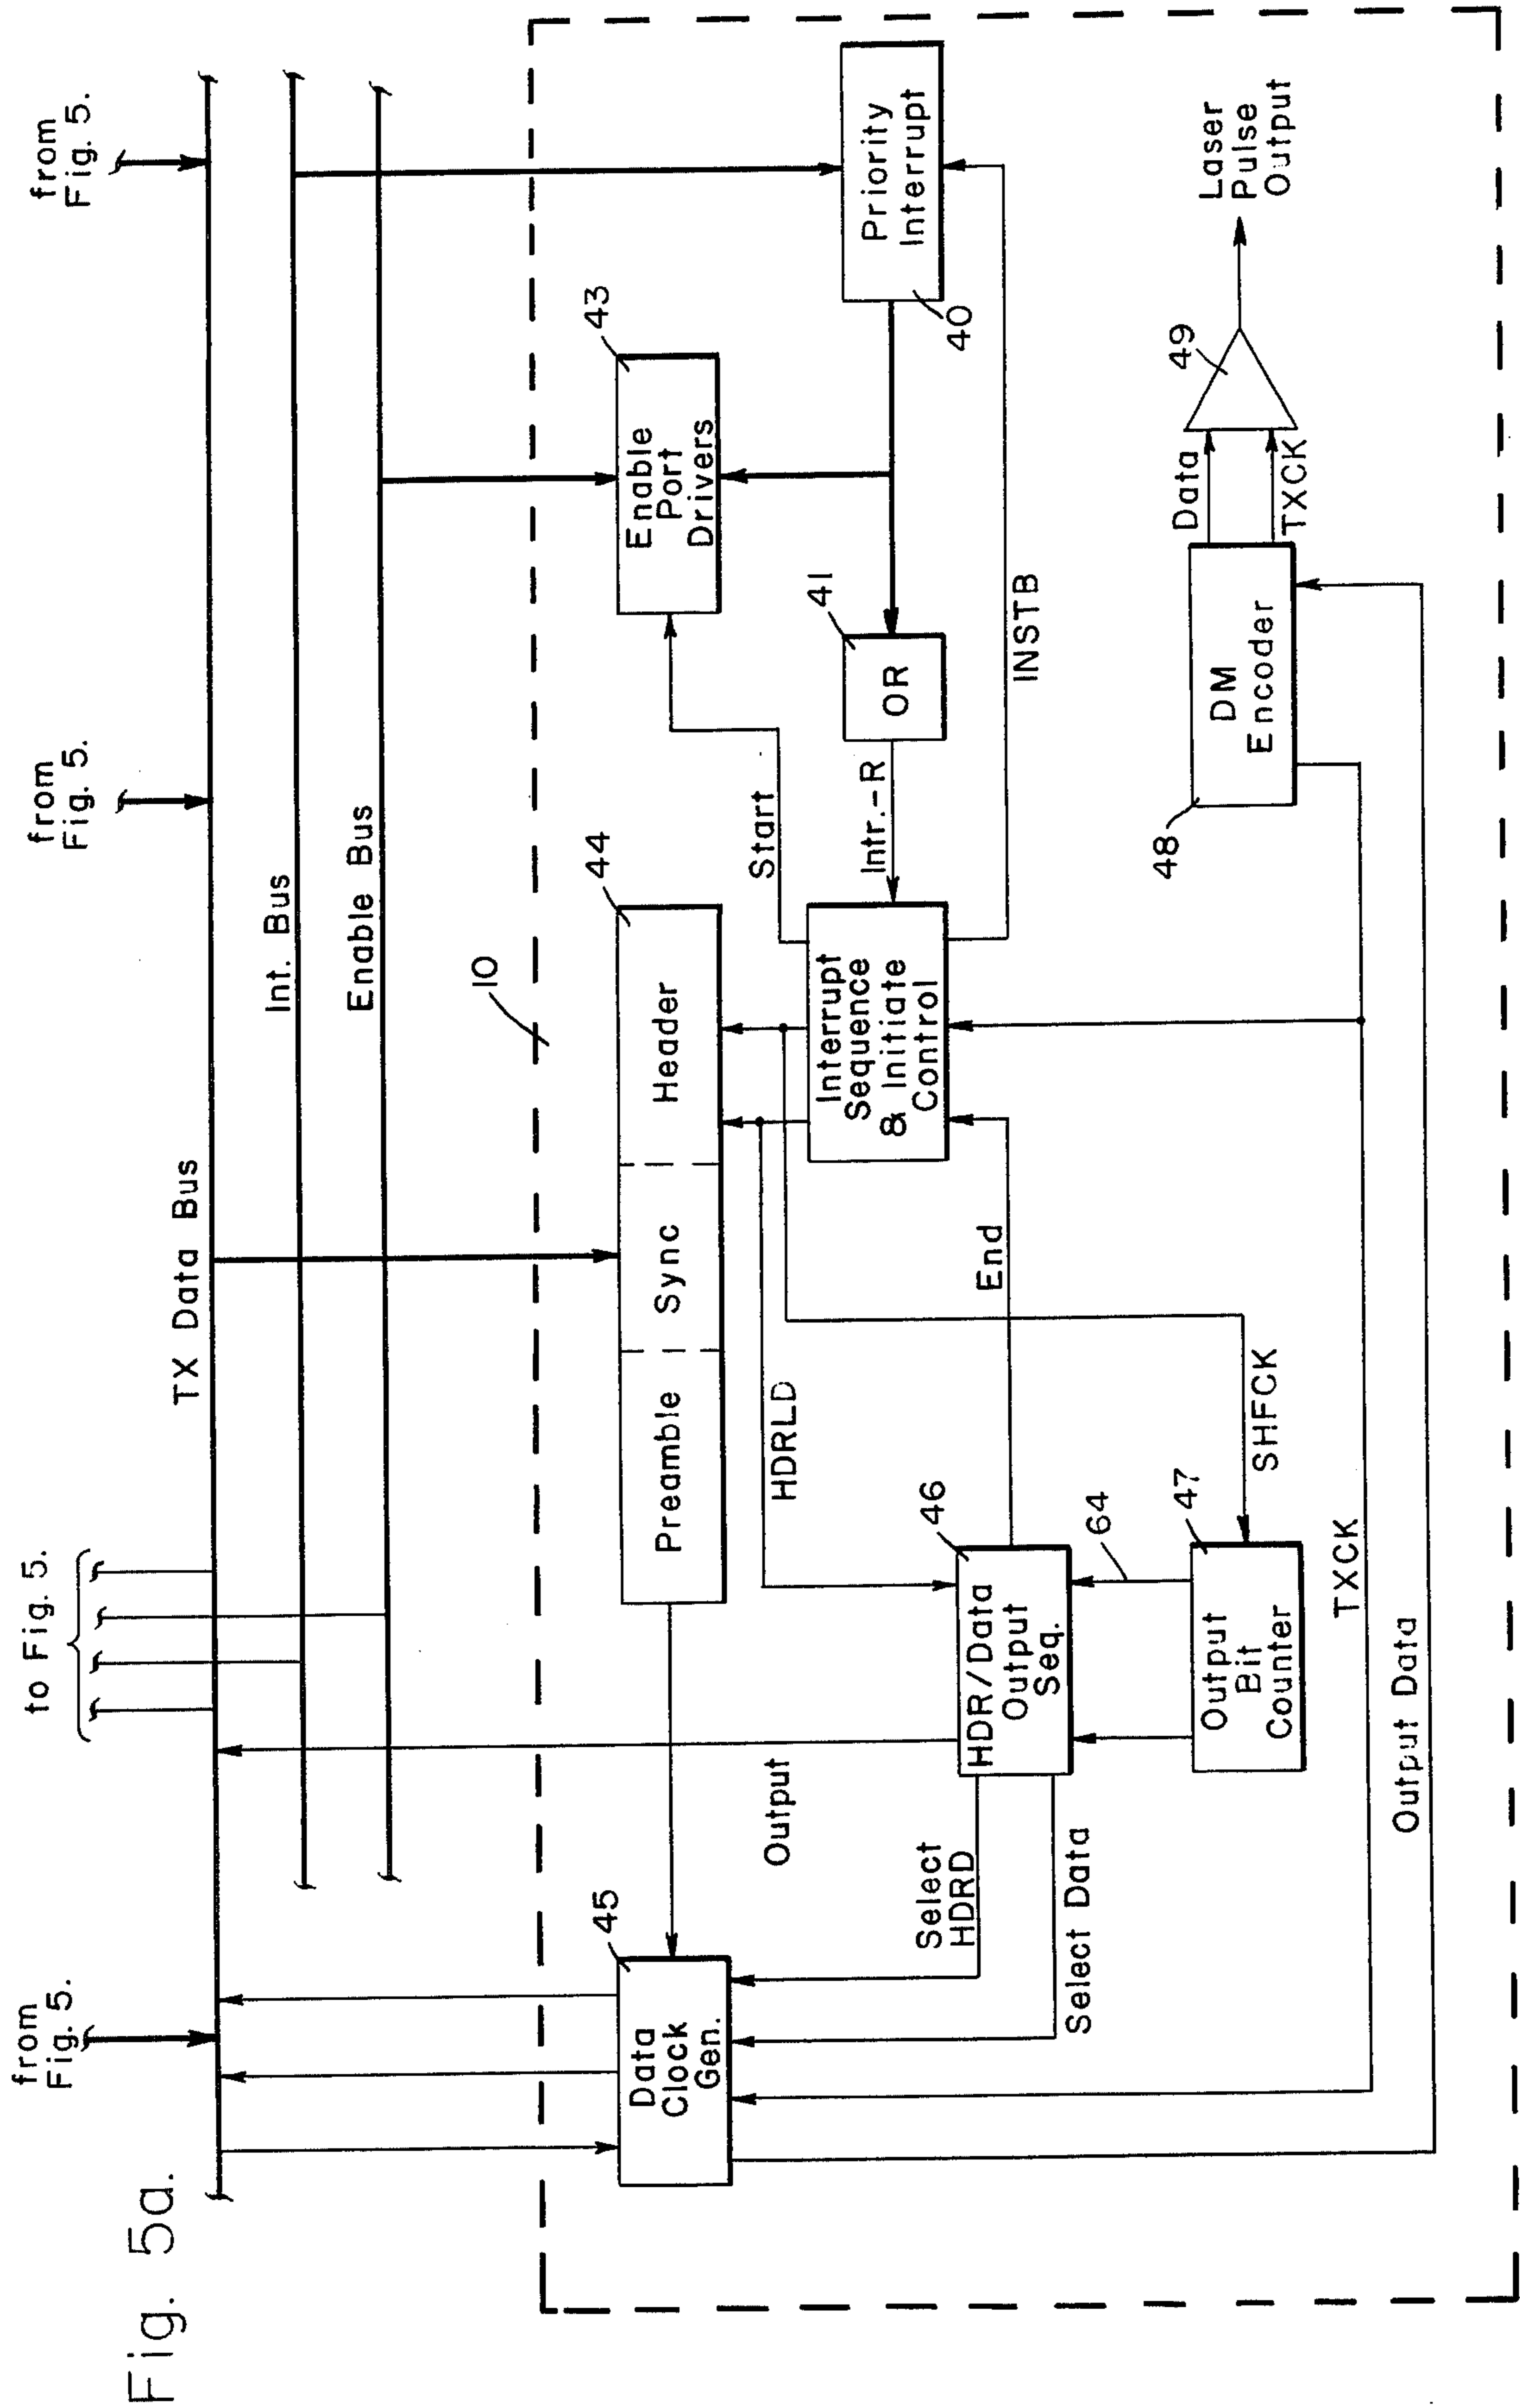 Fig. 5a.
from
Fig. 5.
to Fig. 5.
from
Fig. 5.
from
Fig. 5.
TX Data Bus
Int. Bus
Enable Bus
10
45
Data
Clock
Gen.
44
Preamble
Sync
Header
43
Enable
Port
Drivers
Output
HDRLD
Start
Select
HDRD
Select Data
46
HDR/Data
Output
Seq.
End
Interrupt
Sequence
& Initiate
Control
Intr.-R
41
OR
40
Priority
Interrupt
INSTB
64
47
Output
Bit
Counter
SHFCK
48
DM
Encoder
Data
TXCK
49
Laser
Pulse
Output
TXCK
Output Data